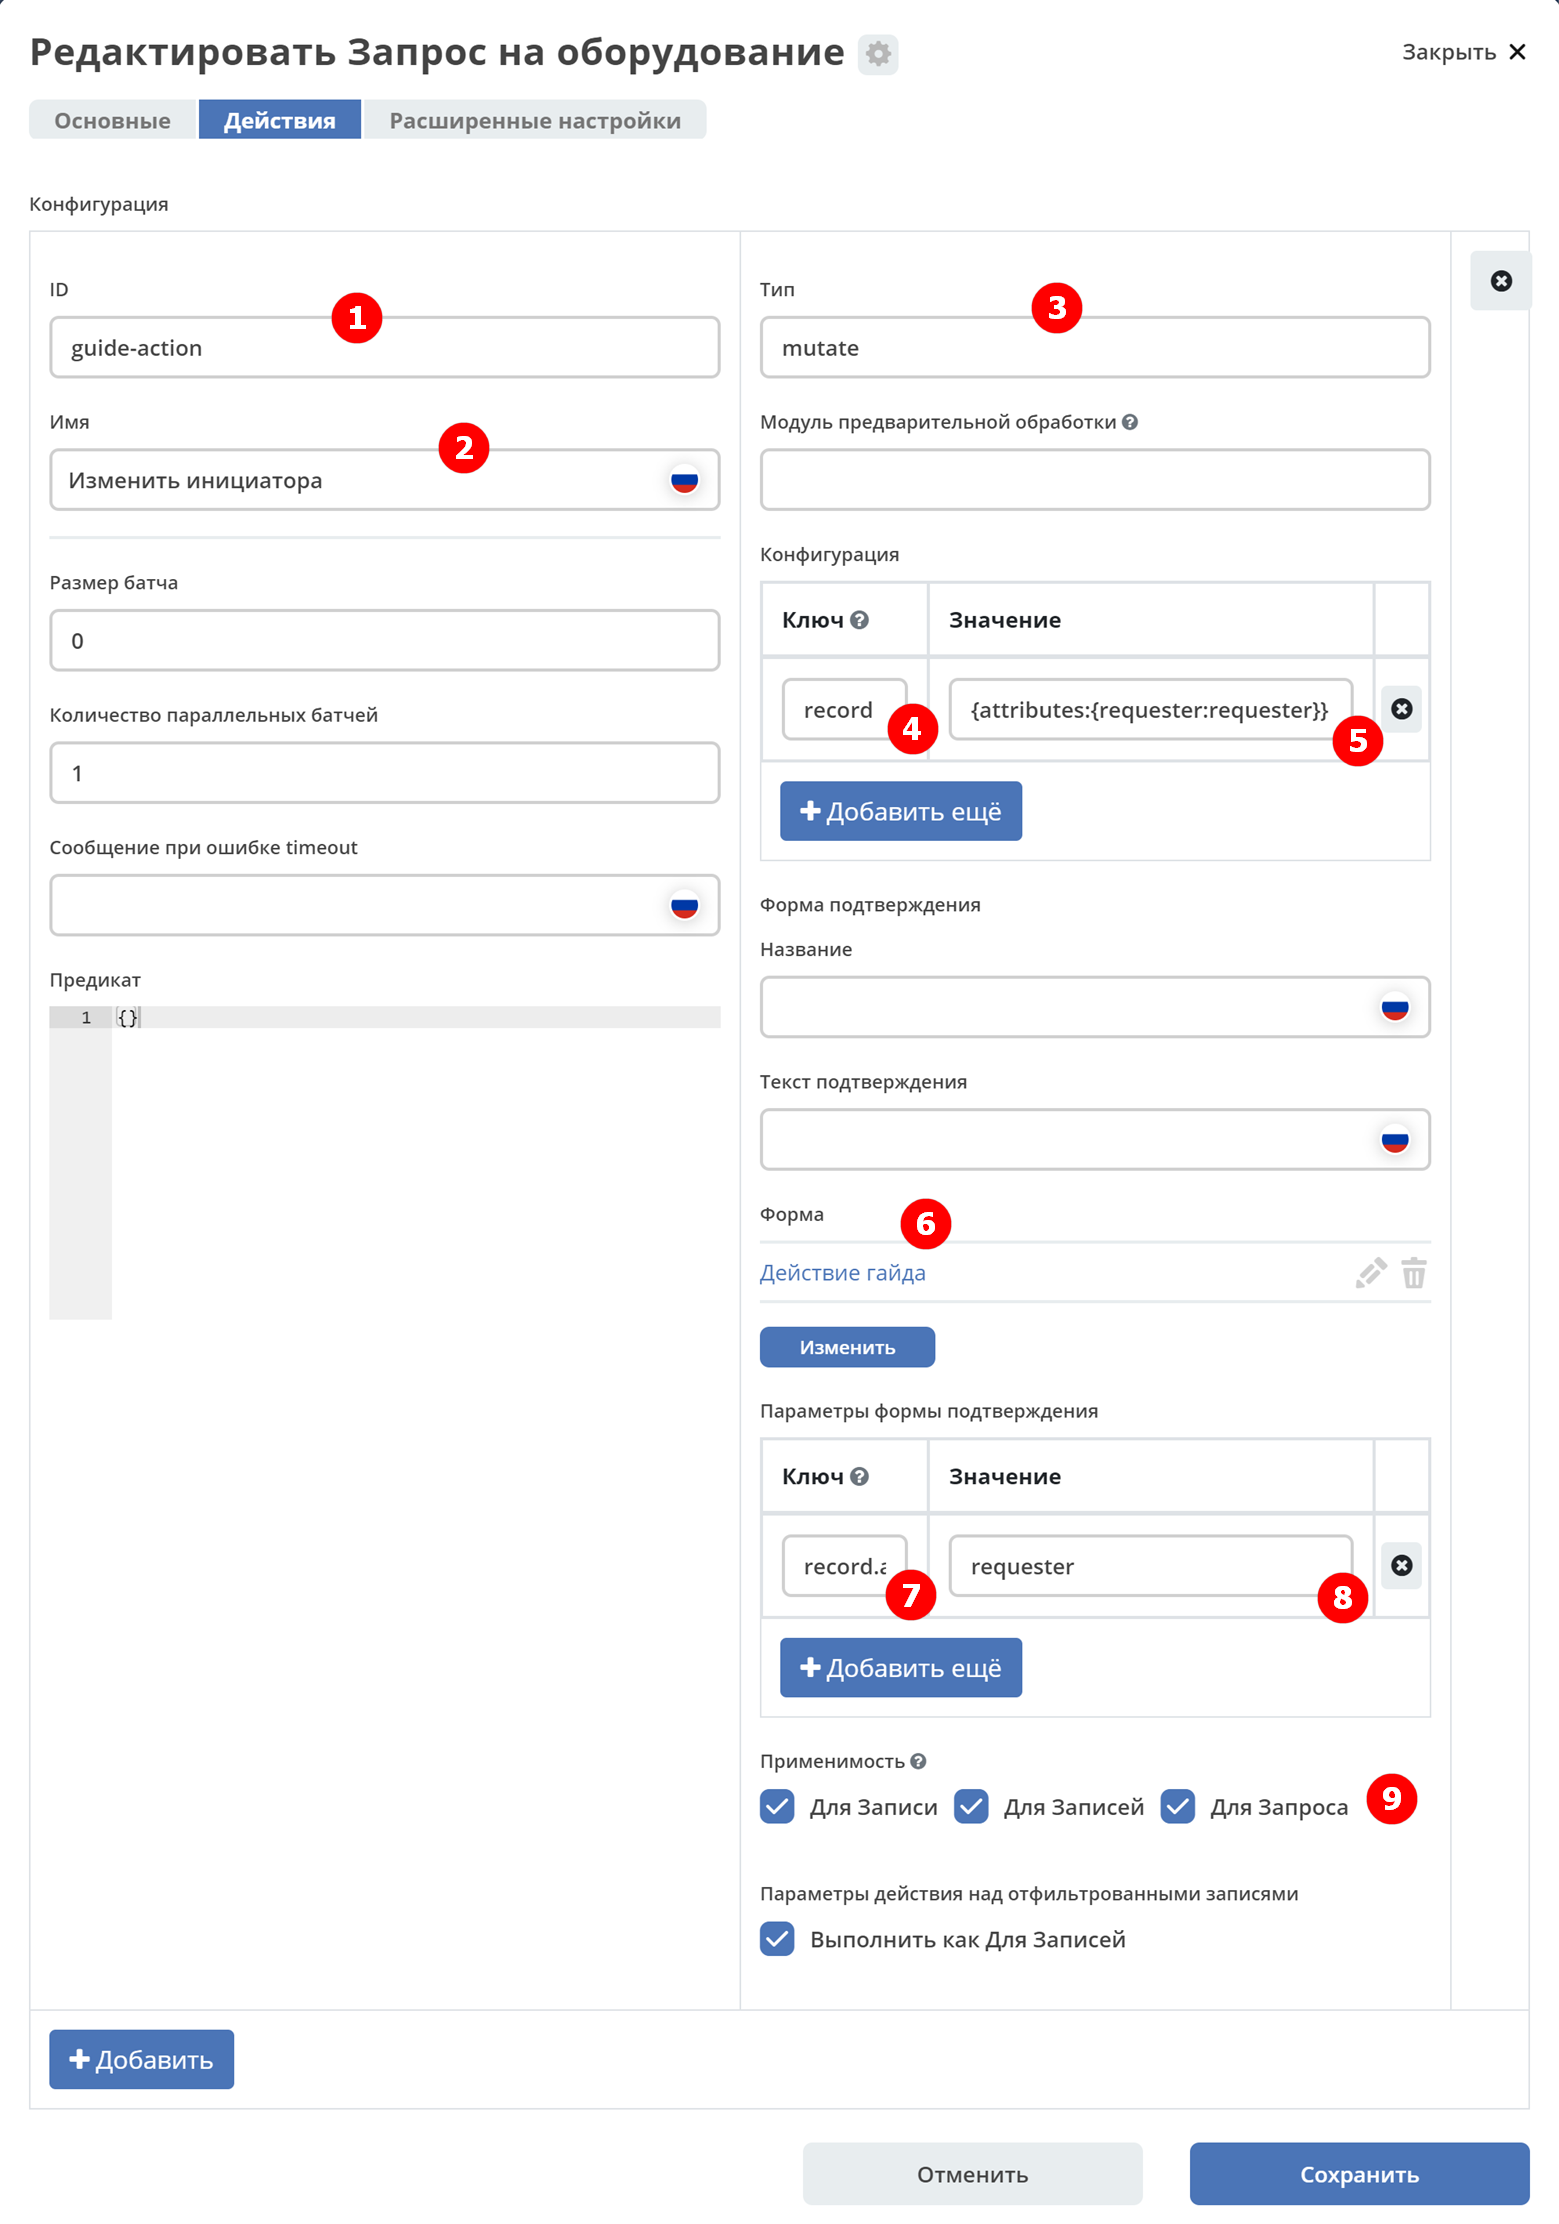 Редактировать Запрос на оборудование
Закрыть
Основные
Действия
Расширенные настройки
Конфигурация
ID
1
guide-action
Имя
2
Изменить инициатора
Размер батча
0
Количество параллельных батчей
1
Сообщение при ошибке timeout
Предикат
1 {}
Тип
3
mutate
Модуль предварительной обработки
Конфигурация
Ключ
Значение
record
4
{attributes:{requester:requester}}
5
Добавить ещё
Форма подтверждения
Название
Текст подтверждения
Форма
6
Действие гайда
Изменить
Параметры формы подтверждения
Ключ
Значение
record.a
7
requester
8
Добавить ещё
Применимость
Для Записи
Для Записей
Для Запроса
9
Параметры действия над отфильтрованными записями
Выполнить как Для Записей
Добавить
Отменить
Сохранить